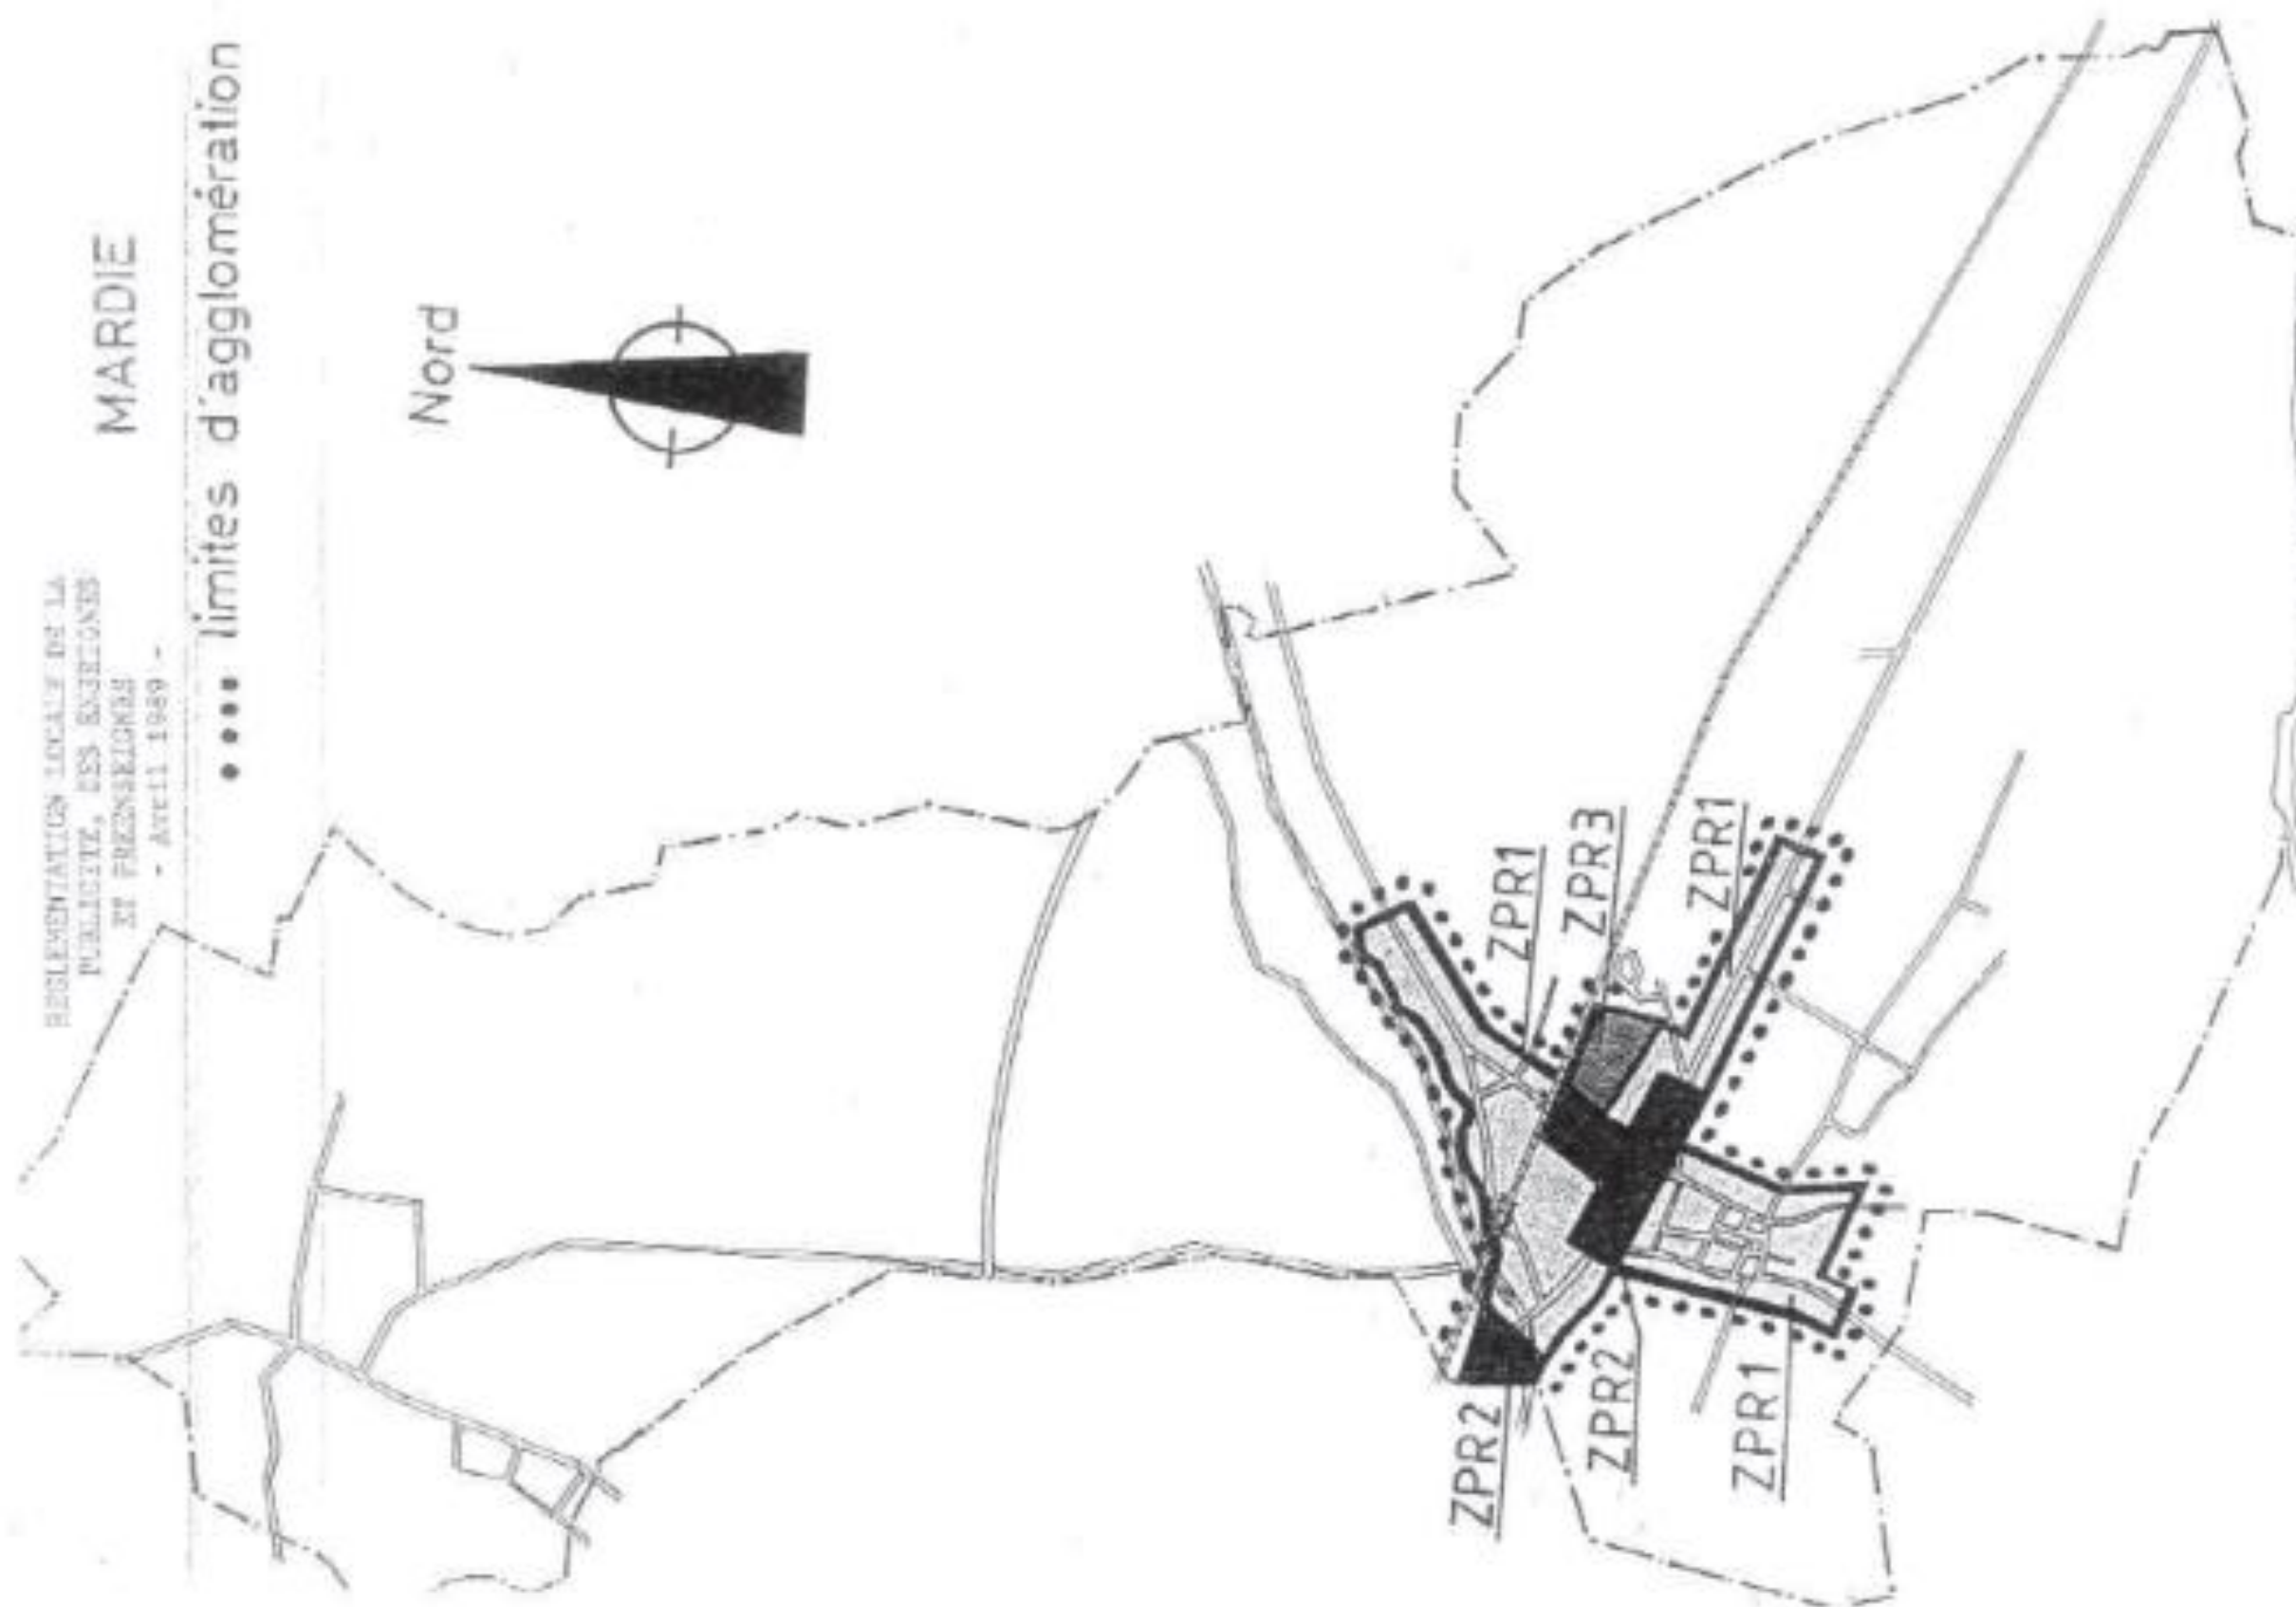 REGLEMENTATION LOCALE DE LA
PUBLICITE, DES ENSEIGNES
ET PREENSEIGNES
- Avril 1989 -
MARDIE
•••• limites d'agglomération
Nord
ZPR1
ZPR3
ZPR1
ZPR2
ZPR2
ZPR1